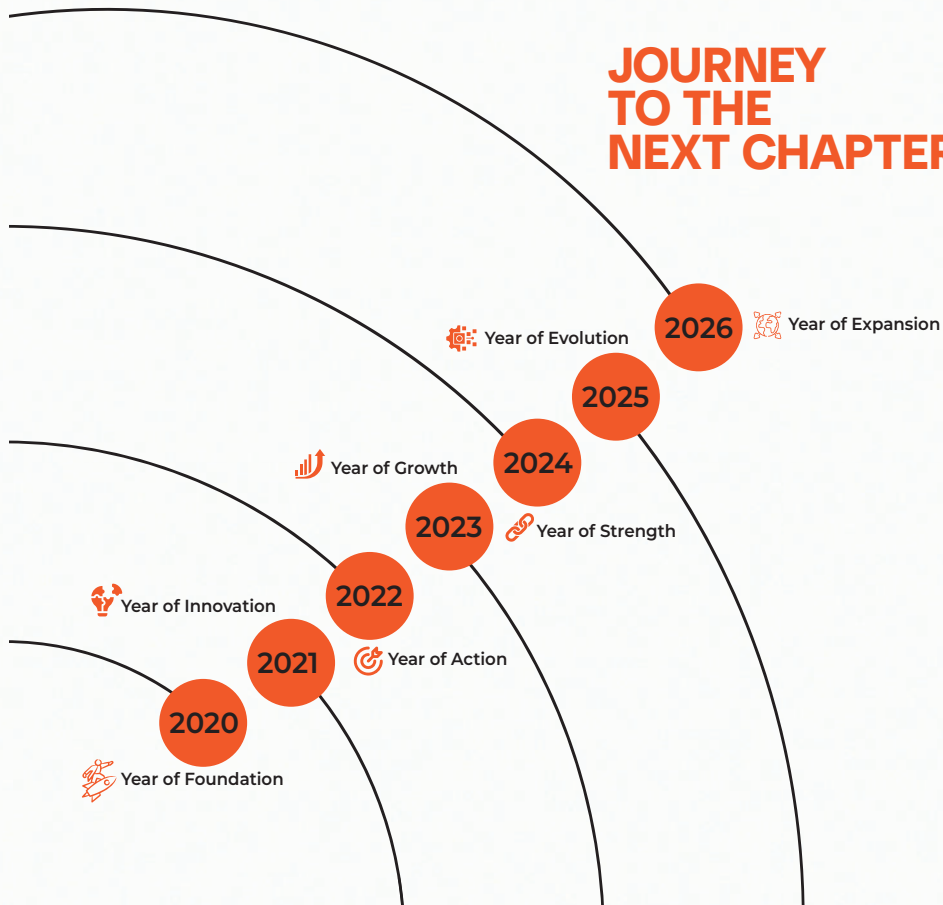 JOURNEY
TO THE
NEXT CHAPTER
2026
Year of Expansion
Year of Evolution
2025
2024
Year of Growth
2023
Year of Strength
2022
Year of Innovation
2021
Year of Action
2020
Year of Foundation